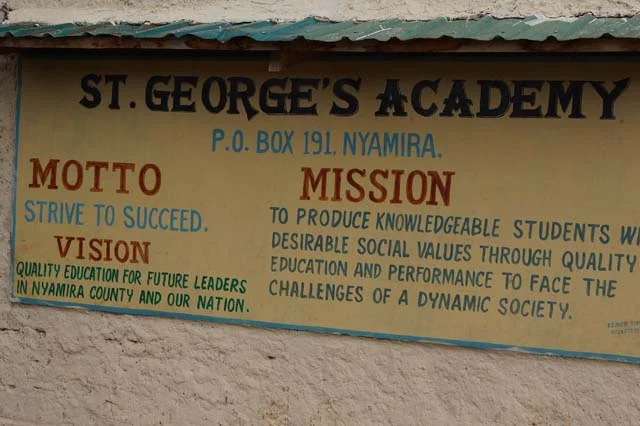 ST. GEORGE'S ACADEMY
P.O. BOX 191, NYAMIRA.
MOTTO
STRIVE TO SUCCEED.
VISION
QUALITY EDUCATION FOR FUTURE LEADERS
IN NYAMIRA COUNTY AND OUR NATION.
MISSION
TO PRODUCE KNOWLEDGEABLE STUDENTS WI
DESIRABLE SOCIAL VALUES THROUGH QUALITY
EDUCATION AND PERFORMANCE TO FACE THE
CHALLENGES OF A DYNAMIC SOCIETY.